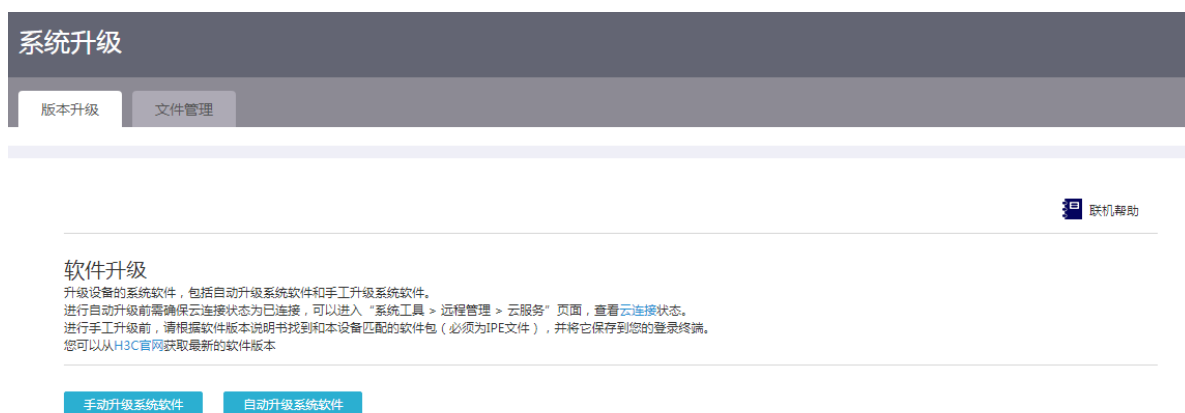 系统升级
版本升级 文件管理
联机帮助
软件升级
升级设备的系统软件，包括自动升级系统软件和手工升级系统软件。
进行自动升级前需确保云连接状态为已连接，可以进入“系统工具 > 远程管理 > 云服务”页面，查看云连接状态。
进行手工升级前，请根据软件版本说明书找到和本设备匹配的软件包（必须为IPE文件），并将它保存到您的登录终端。
您可以从H3C官网获取最新的软件版本
手动升级系统软件 自动升级系统软件